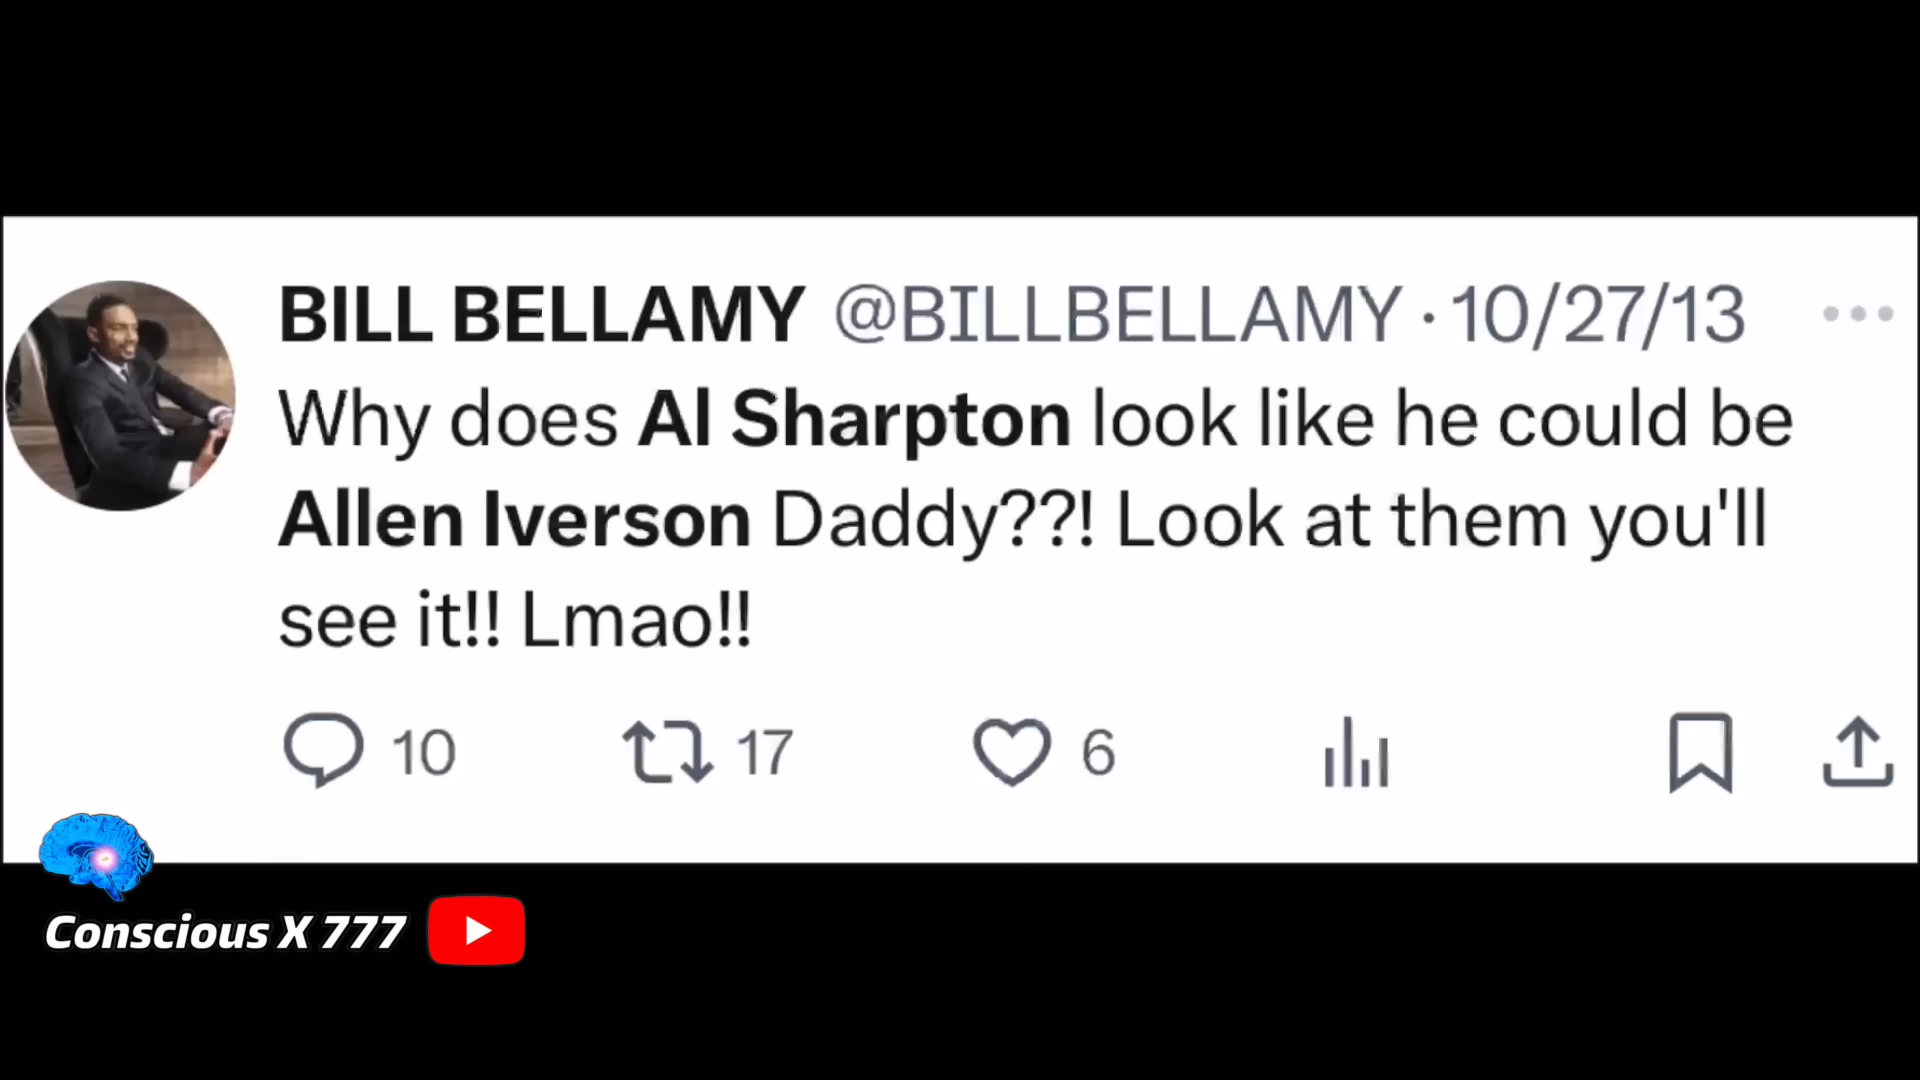 BILL BELLAMY @BILLBELLAMY · 10/27/13
Why does Al Sharpton look like he could be
Allen Iverson Daddy??! Look at them you'll
see it!! Lmao!!
10 17 6
Conscious X 777